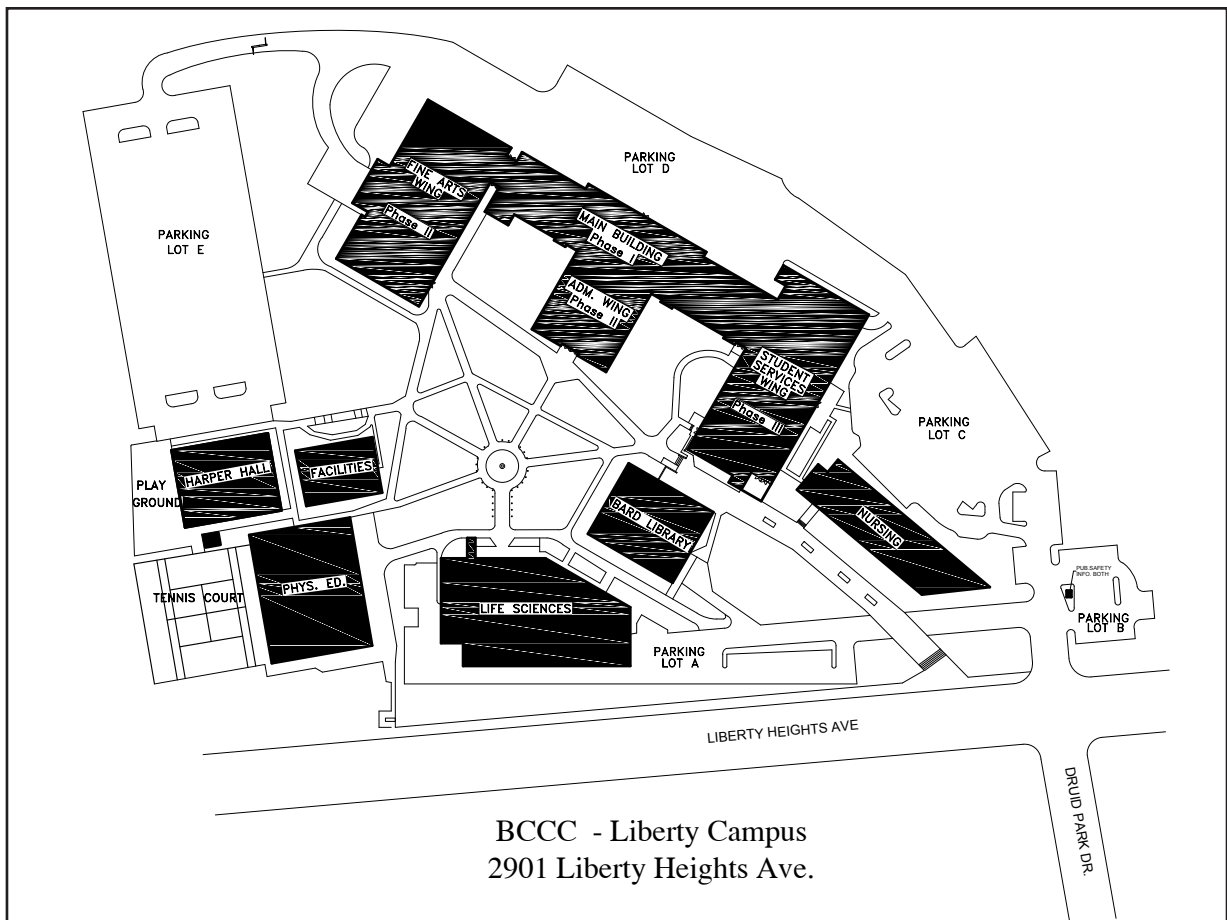 PARKING
LOT D
FINE ARTS
WING
Phase II
MAIN BUILDING
Phase I
PARKING
LOT E
ADM. WING
Phase II
STUDENT
SERVICES
WING
Phase III
PARKING
LOT C
HARPER HALL
FACILITIES
PLAY
GROUND
BARD LIBRARY
NURSING
PUB.SAFETY
INFO. BOTH
PHYS. ED.
TENNIS COURT
LIFE SCIENCES
PARKING
LOT B
PARKING
LOT A
LIBERTY HEIGHTS AVE
DRUID PARK DR.
BCCC - Liberty Campus
2901 Liberty Heights Ave.